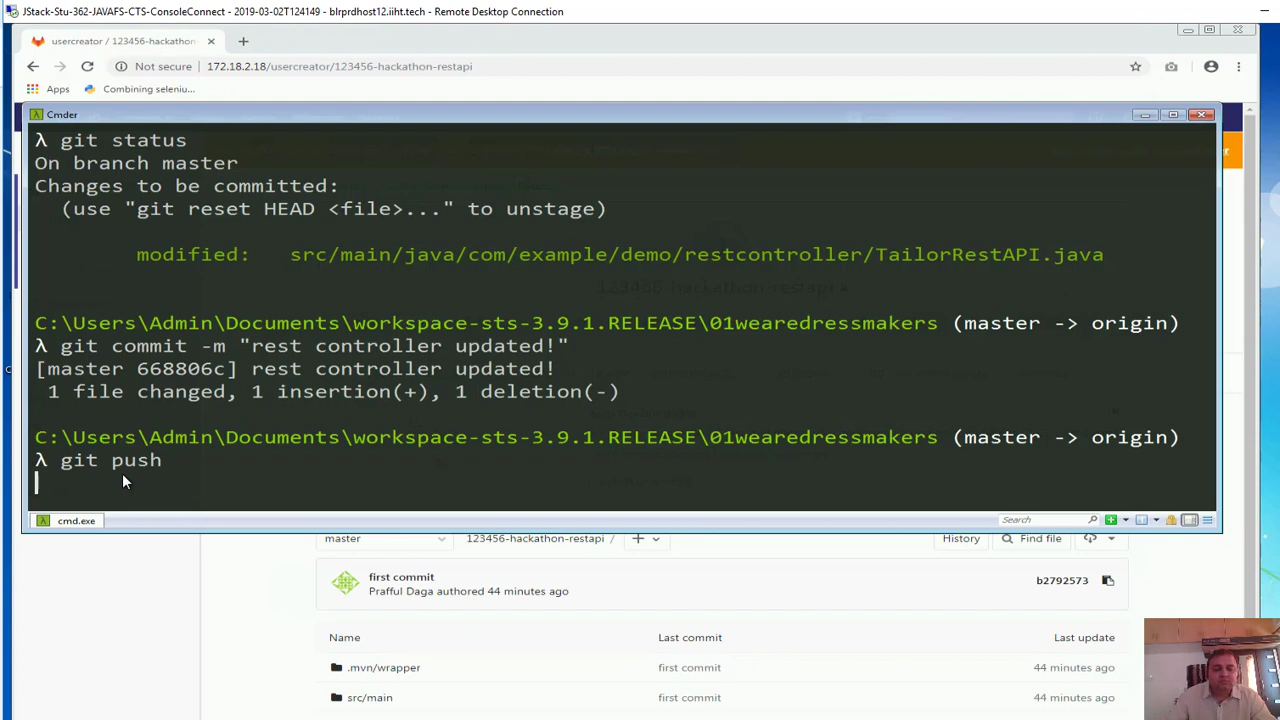 JStack-Stu-362-JAVAFS-CTS-ConsoleConnect - 2019-03-02T124149 - blrprdhost12.iiht.tech - Remote Desktop Connection
usercreator / 123456-hackathon
Not secure | 172.18.2.18/usercreator/123456-hackathon-restapi
Apps Combining seleniu...
Cmder
λ git status
On branch master
Changes to be committed:
(use "git reset HEAD <file>..." to unstage)
modified: src/main/java/com/example/demo/restcontroller/TailorRestAPI.java
C:\Users\Admin\Documents\workspace-sts-3.9.1.RELEASE\01wearedressmakers (master -> origin)
λ git commit -m "rest controller updated!"
[master 668806c] rest controller updated!
1 file changed, 1 insertion(+), 1 deletion(-)
C:\Users\Admin\Documents\workspace-sts-3.9.1.RELEASE\01wearedressmakers (master -> origin)
λ git push
cmd.exe Search
master 123456-hackathon-restapi / + History Find file
first commit
Prafful Daga authored 44 minutes ago b2792573
Name Last commit Last update
.mvn/wrapper first commit 44 minutes ago
src/main first commit 44 minutes ago